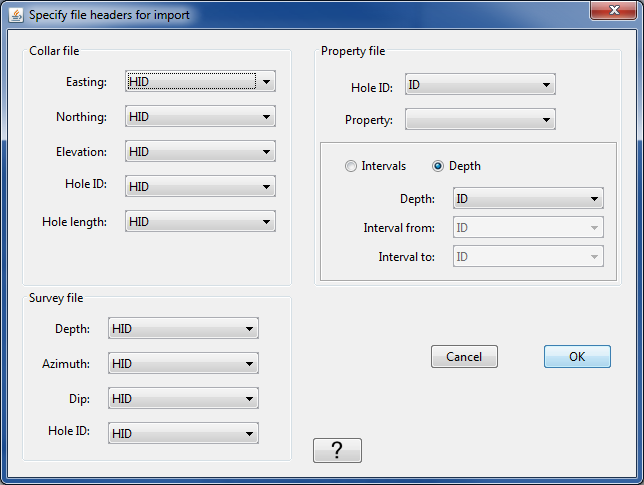 Specify file headers for import
Collar file
Easting: HID
Northing: HID
Elevation: HID
Hole ID: HID
Hole length: HID
Property file
Hole ID: ID
Property:
Intervals Depth
Depth: ID
Interval from: ID
Interval to: ID
Survey file
Depth: HID
Azimuth: HID
Dip: HID
Hole ID: HID
Cancel OK
?